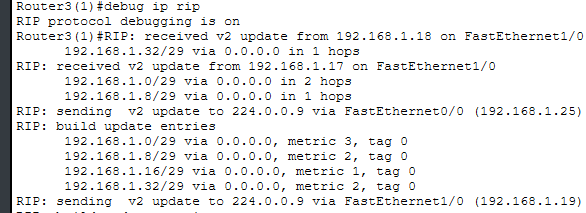 Router3(1)#debug ip rip
RIP protocol debugging is on
Router3(1)#RIP: received v2 update from 192.168.1.18 on FastEthernet1/0
192.168.1.32/29 via 0.0.0.0 in 1 hops
RIP: received v2 update from 192.168.1.17 on FastEthernet1/0
192.168.1.0/29 via 0.0.0.0 in 2 hops
192.168.1.8/29 via 0.0.0.0 in 1 hops
RIP: sending  v2 update to 224.0.0.9 via FastEthernet0/0 (192.168.1.25)
RIP: build update entries
192.168.1.0/29 via 0.0.0.0, metric 3, tag 0
192.168.1.8/29 via 0.0.0.0, metric 2, tag 0
192.168.1.16/29 via 0.0.0.0, metric 1, tag 0
192.168.1.32/29 via 0.0.0.0, metric 2, tag 0
RIP: sending  v2 update to 224.0.0.9 via FastEthernet1/0 (192.168.1.19)